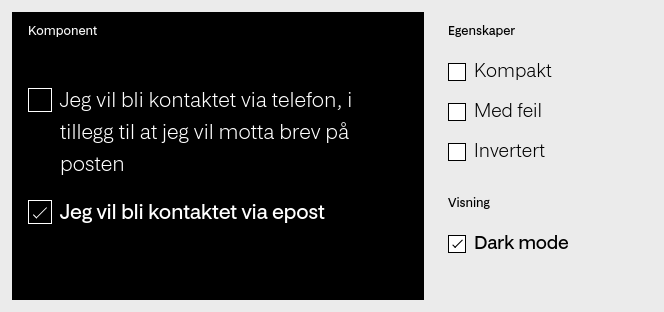 Komponent
Jeg vil bli kontaktet via telefon, i
tillegg til at jeg vil motta brev på
posten
Jeg vil bli kontaktet via epost
Egenskaper
Kompakt
Med feil
Invertert
Visning
Dark mode